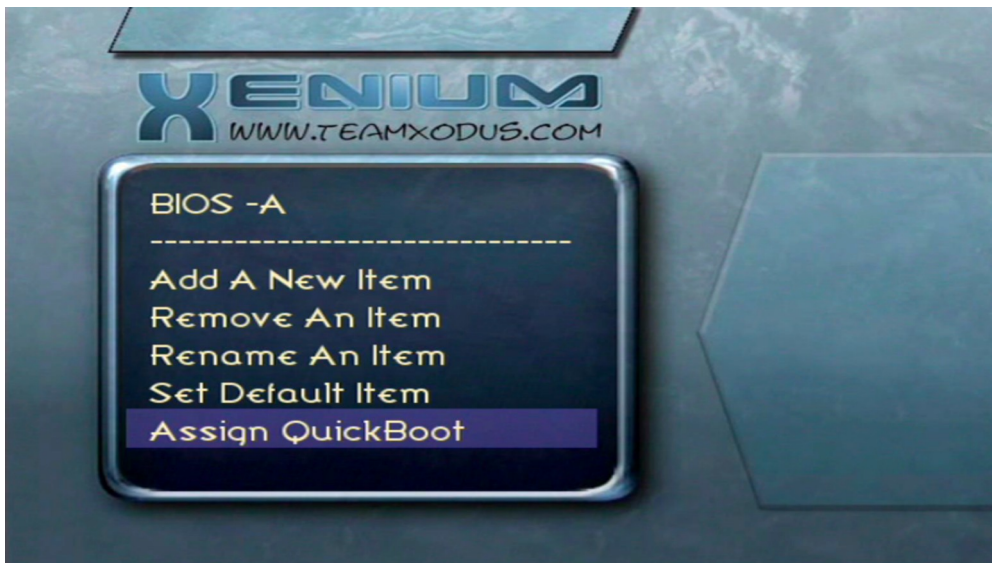 XENIUM
WWW.TEAMXODUS.COM
BIOS -A
------------------------------
Add A New Item
Remove An Item
Rename An Item
Set Default Item
Assign QuickBoot